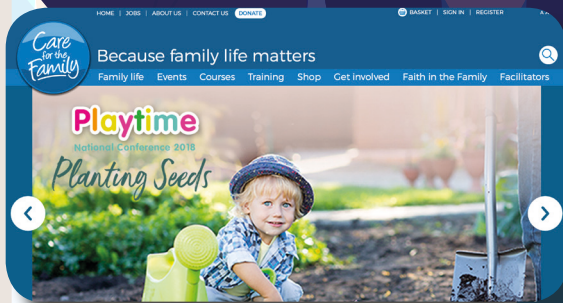 HOME | JOBS | ABOUT US | CONTACT US DONATE
BASKET | SIGN IN | REGISTER
Care
for the
Family
Because family life matters
Family life Events Courses Training Shop Get involved Faith in the Family Facilitators
Playtime
National Conference 2018
Planting Seeds